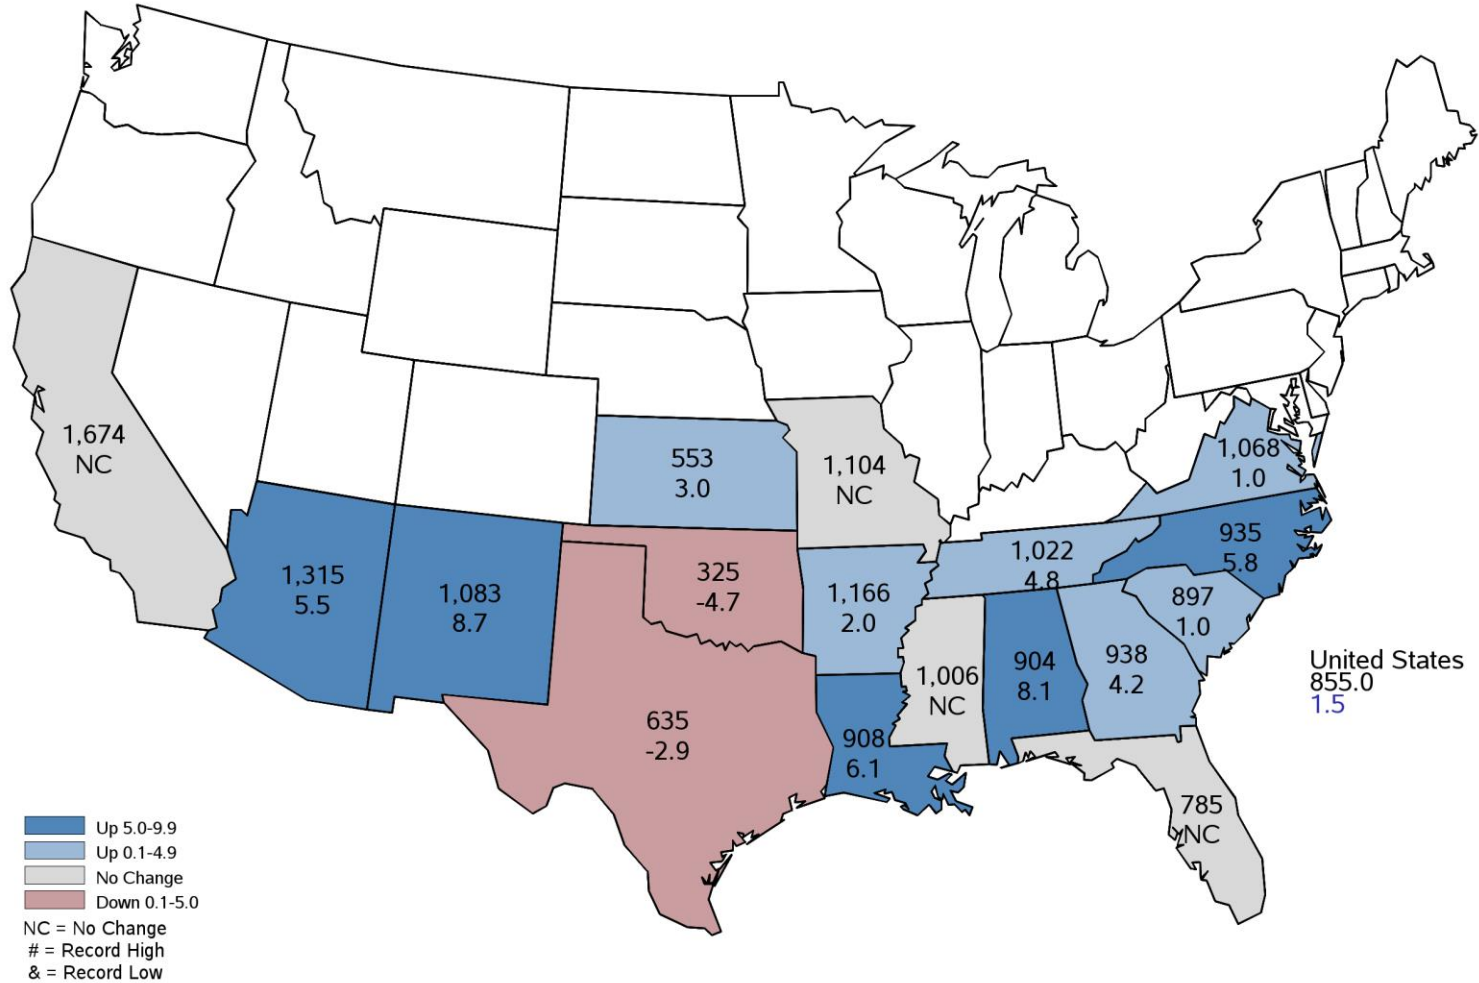 1,674
NC
553
3.0
1,104
NC
1,068
1.0
1,315
5.5
1,083
8.7
325
-4.7
1,166
2.0
1,022
4.8
935
5.8
897
1.0
635
-2.9
908
6.1
1,006
NC
904
8.1
938
4.2
785
NC
United States
855.0
1.5
Up 5.0-9.9
Up 0.1-4.9
No Change
Down 0.1-5.0
NC = No Change
# = Record High
& = Record Low